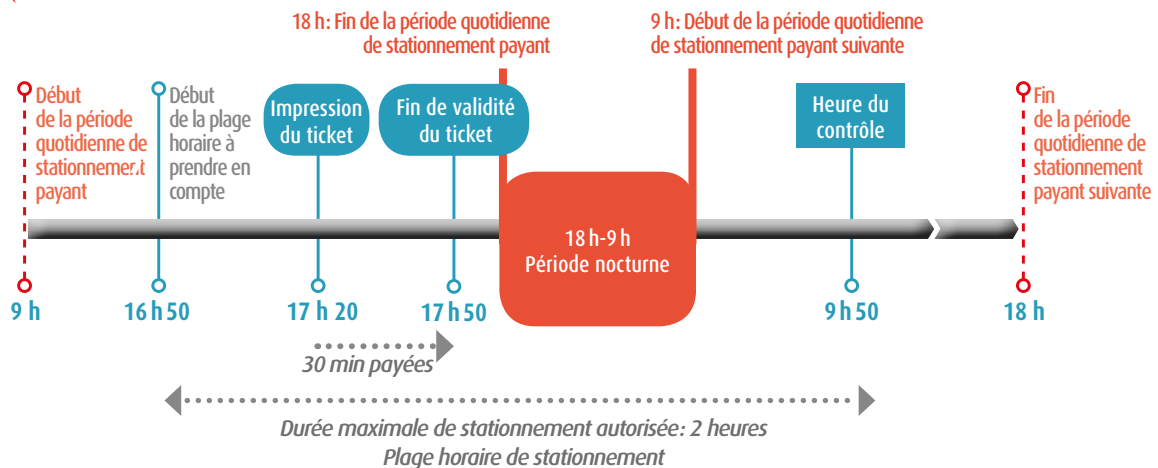 18 h: Fin de la période quotidienne
de stationnement payant
9 h: Début de la période quotidienne
de stationnement payant suivante
Début
de la période
quotidienne de
stationnement
payant
Début
de la plage
horaire à
prendre en
compte
Impression
du ticket
Fin de validité
du ticket
Heure du
contrôle
Fin
de la période
quotidienne de
stationnement
payant suivante
18 h-9 h
Période nocturne
9 h
16 h 50
17 h 20
17 h 50
9 h 50
18 h
30 min payées
Durée maximale de stationnement autorisée: 2 heures
Plage horaire de stationnement